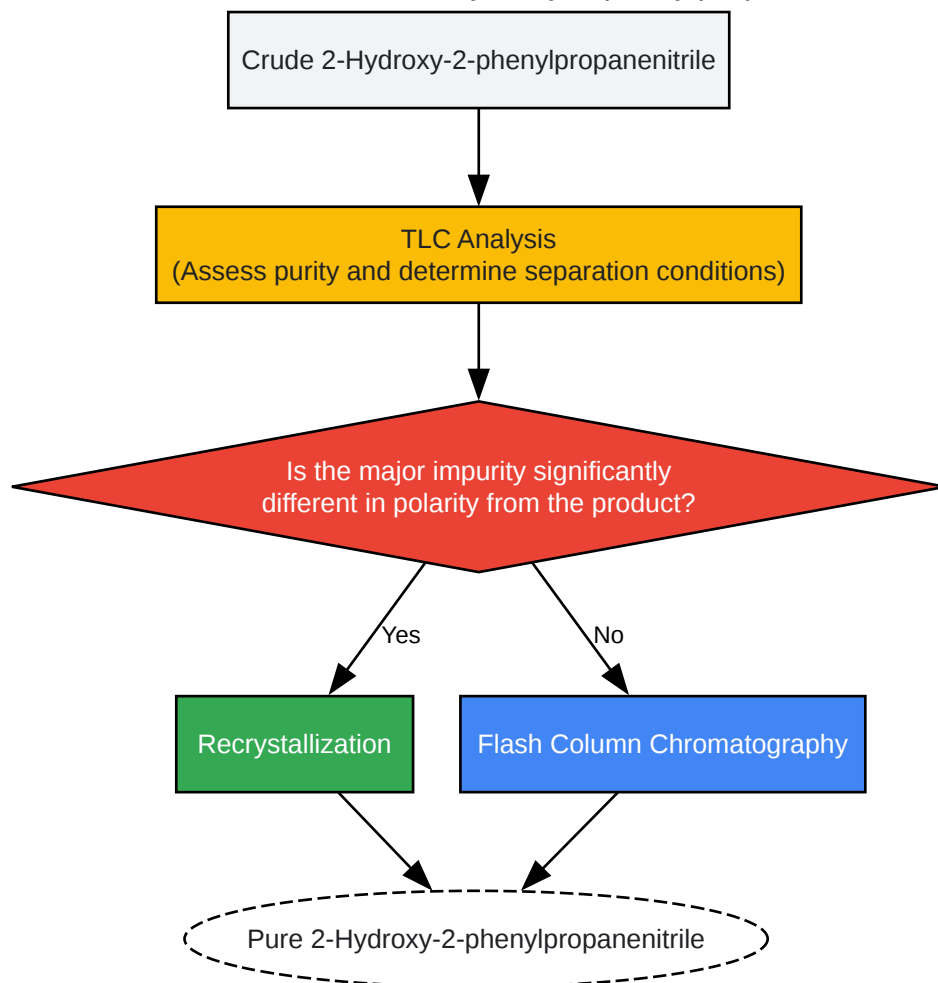 Crude 2-Hydroxy-2-phenylpropanenitrile
TLC Analysis
(Assess purity and determine separation conditions)
Is the major impurity significantly
different in polarity from the product?
Yes
No
Recrystallization
Flash Column Chromatography
Pure 2-Hydroxy-2-phenylpropanenitrile